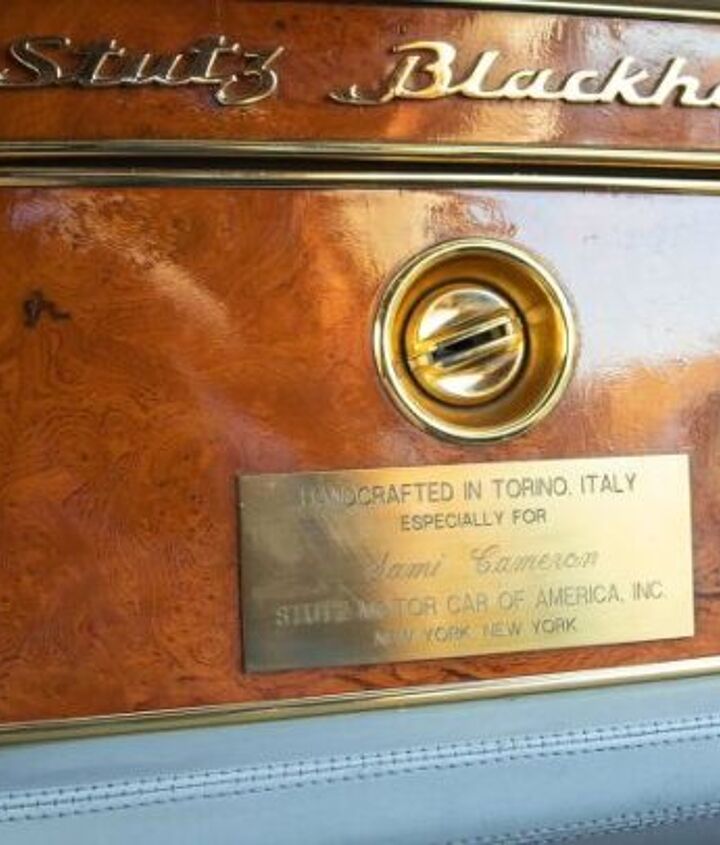 Stutz Blackh
HANDCRAFTED IN TORINO, ITALY
ESPECIALLY FOR
Sami Cameron
STUTZ MOTOR CAR OF AMERICA, INC.
NEW YORK, NEW YORK